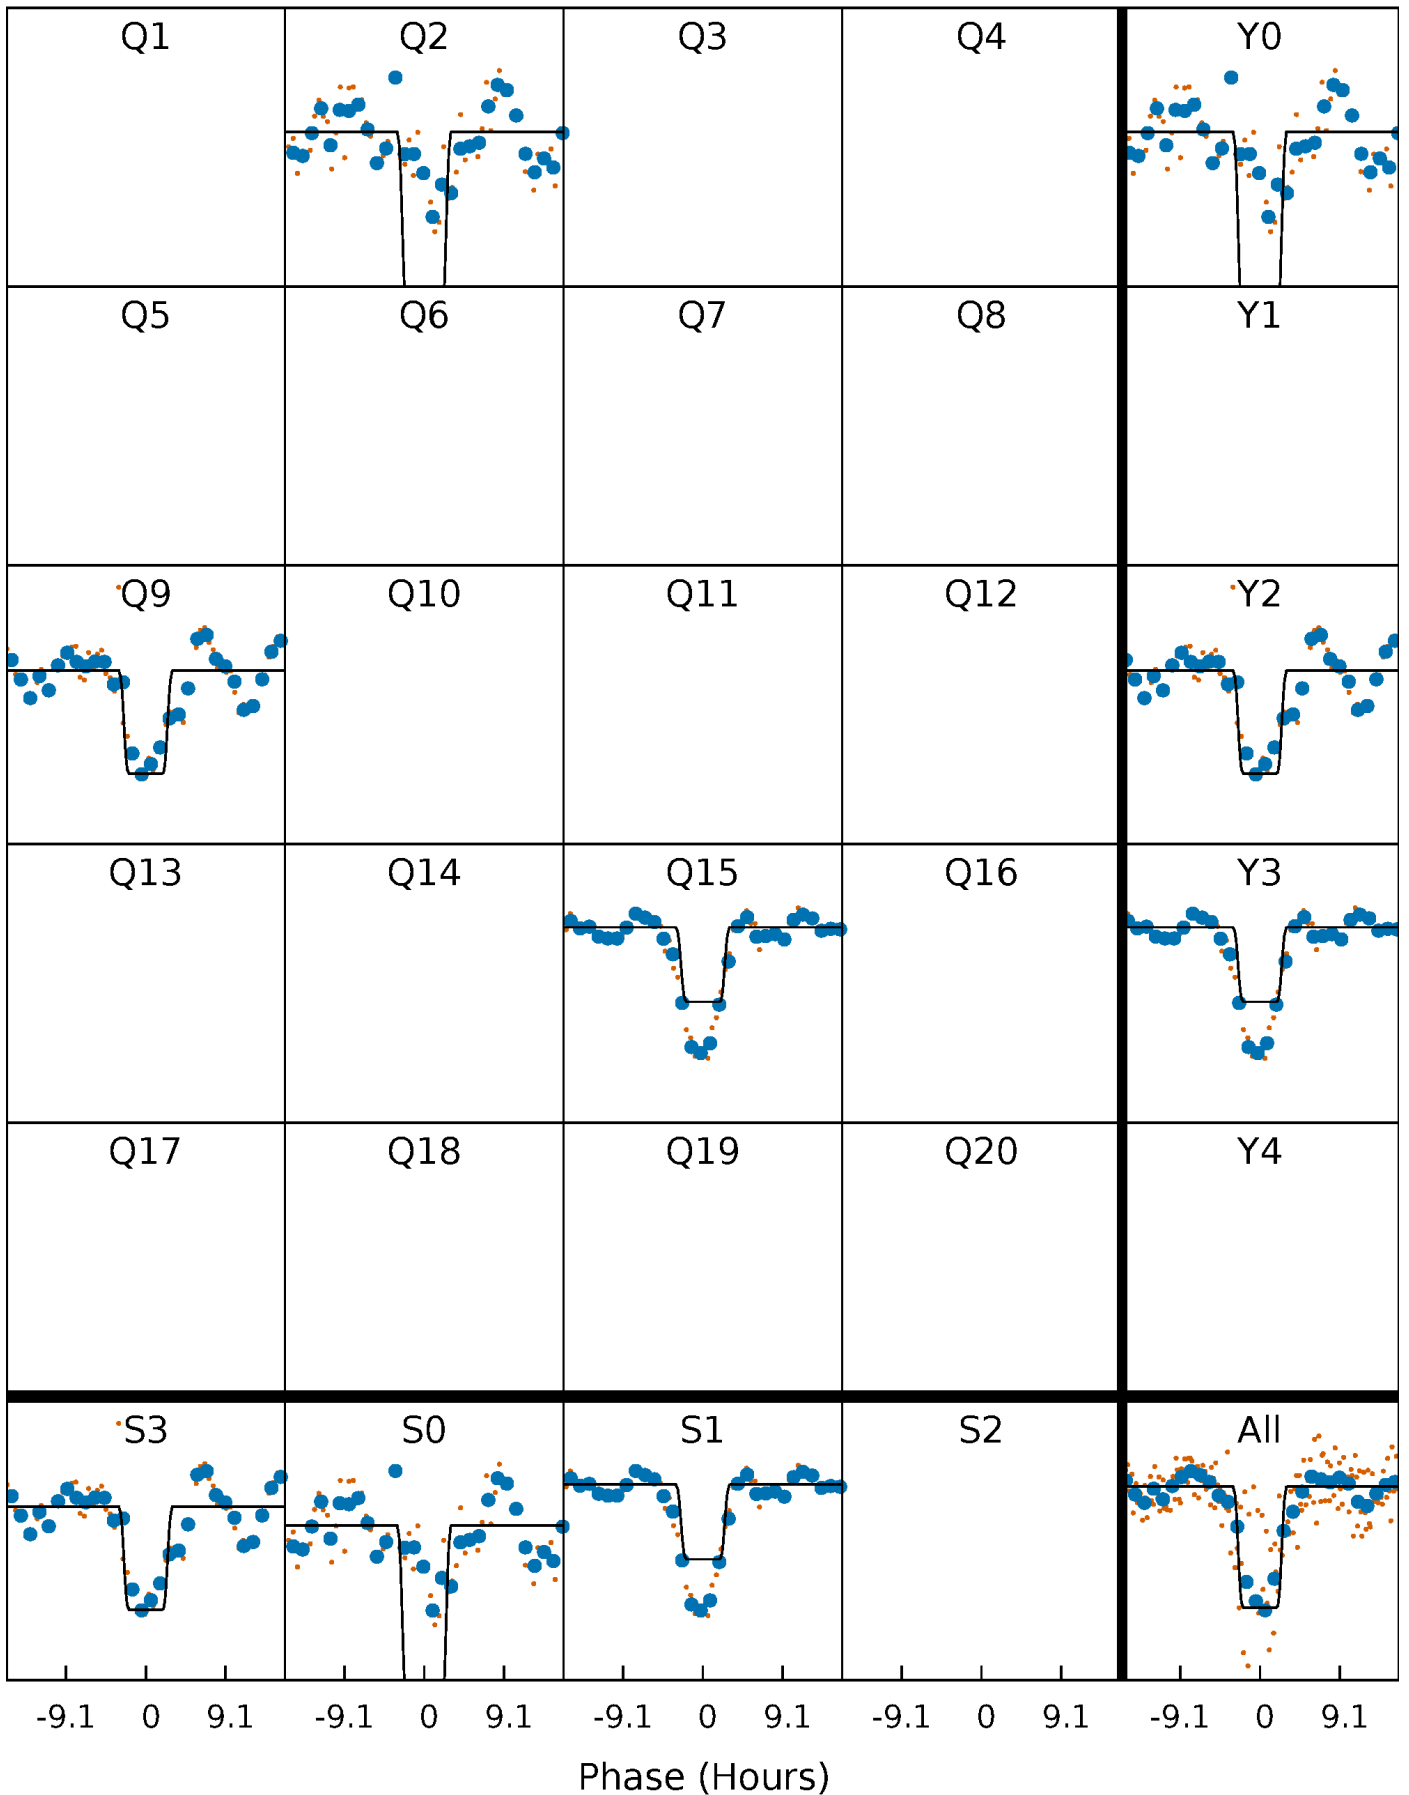 Q1 Q2 Q3 Q4 Y0
Q5 Q6 Q7 Q8 Y1
Q9 Q10 Q11 Q12 Y2
Q13 Q14 Q15 Q16 Y3
Q17 Q18 Q19 Q20 Y4
S3 S0 S1 S2 All
-9.1 0 9.1 -9.1 0 9.1 -9.1 0 9.1 -9.1 0 9.1 -9.1 0 9.1
Phase (Hours)